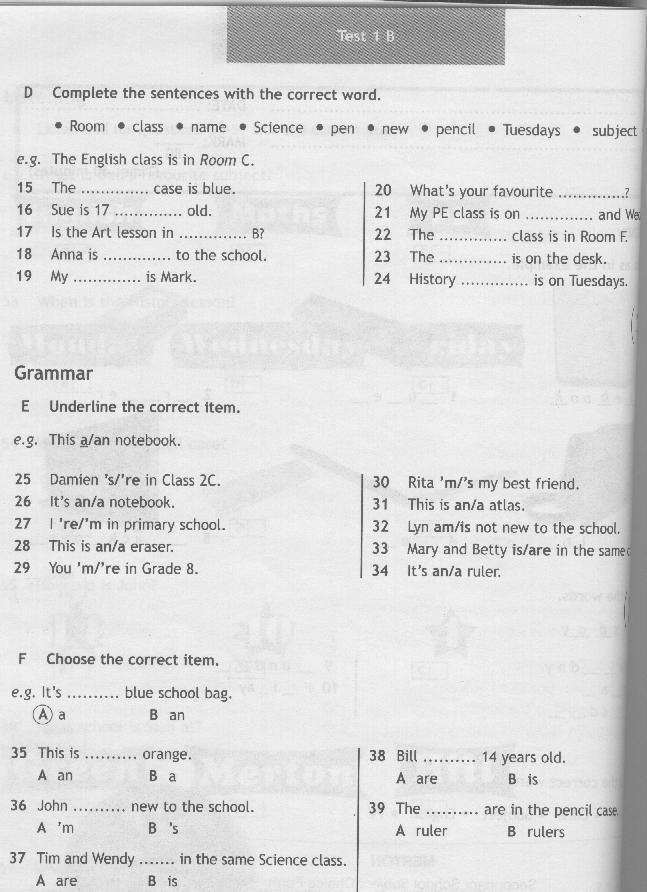 Test 1 B
D Complete the sentences with the correct word.
• Room • class • name • Science • pen • new • pencil • Tuesdays • subject
e.g. The English class is in Room C.
15 The .............. case is blue.
16 Sue is 17 .............. old.
17 Is the Art lesson in .............. B?
18 Anna is .............. to the school.
19 My .............. is Mark.
20 What's your favourite ..............?
21 My PE class is on .............. and
22 The .............. class is in Room F.
23 The .............. is on the desk.
24 History .............. is on Tuesdays.
Grammar
E Underline the correct item.
e.g. This a/an notebook.
25 Damien 's/'re in Class 2C.
26 It's an/a notebook.
27 I 're/'m in primary school.
28 This is an/a eraser.
29 You 'm/'re in Grade 8.
30 Rita 'm/'s my best friend.
31 This is an/a atlas.
32 Lyn am/is not new to the school.
33 Mary and Betty is/are in the same
34 It's an/a ruler.
F Choose the correct item.
e.g. It's .......... blue school bag.
A a B an
35 This is .......... orange.
A an B a
36 John .......... new to the school.
A 'm B 's
37 Tim and Wendy ....... in the same Science class.
A are B is
38 Bill .......... 14 years old.
A are B is
39 The .......... are in the pencil case.
A ruler B rulers